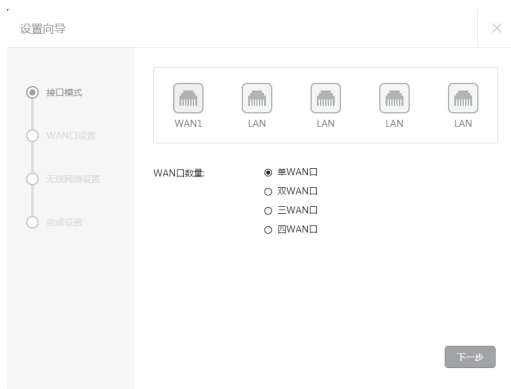 设置向导
接口模式
WAN口设置
无线网络设置
完成设置
WAN1 LAN LAN LAN LAN
WAN口数量: 单WAN口
双WAN口
三WAN口
四WAN口
下一步